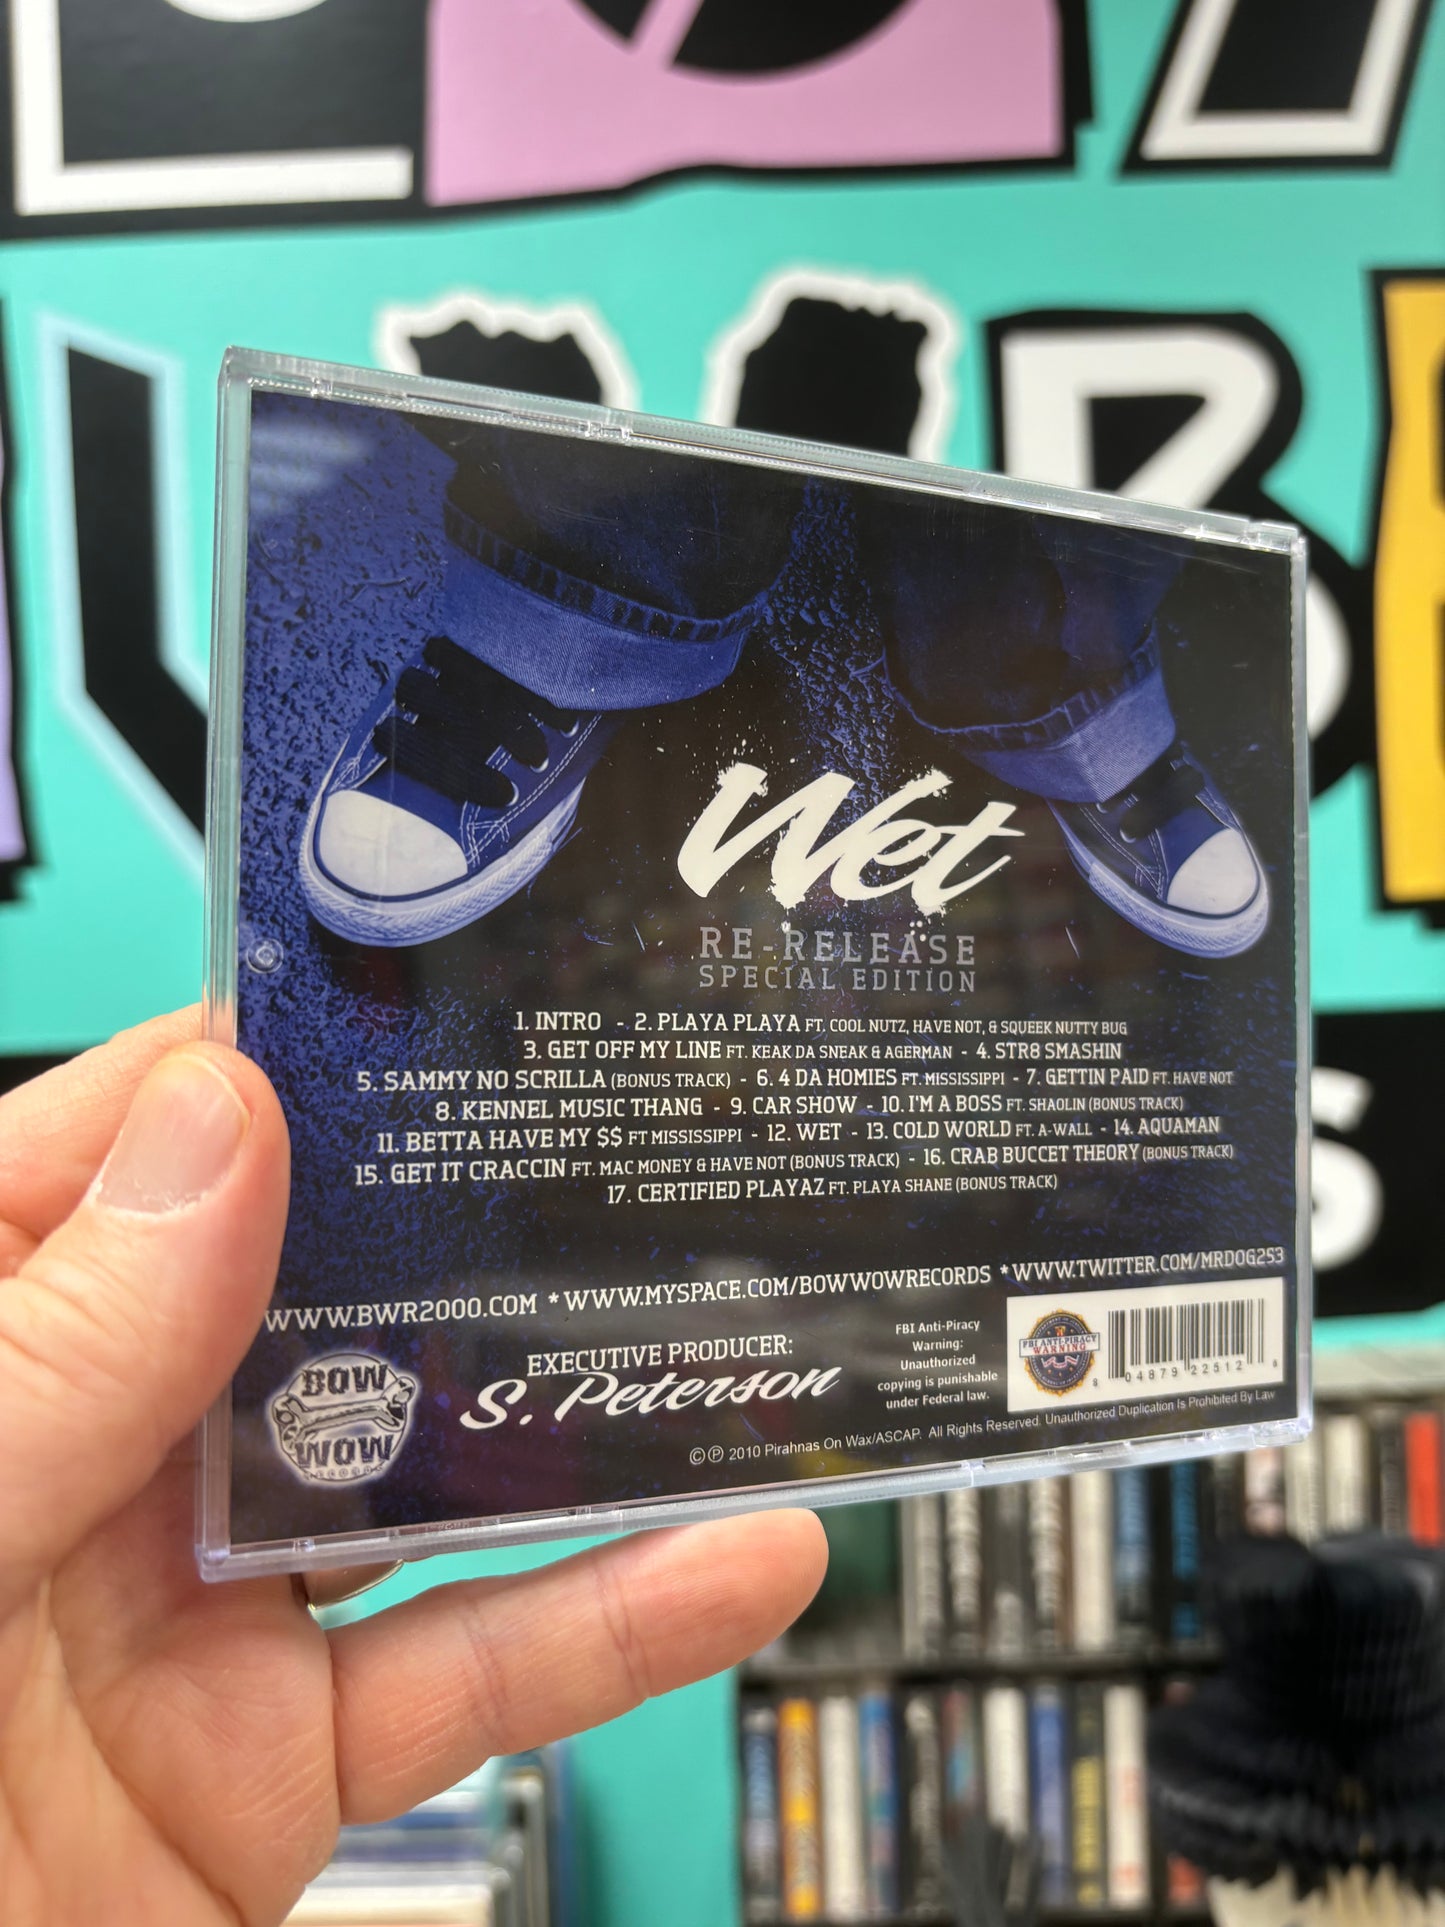 Wet
RE-RELEASE
SPECIAL EDITION
1. INTRO - 2. PLAYA PLAYA FT. COOL NUTZ, HAVE NOT, & SQUEEK NUTTY BUG
3. GET OFF MY LINE FT. KEAK DA SNEAK & AGERMAN - 4. STR8 SMASHIN
5. SAMMY NO SCRILLA (BONUS TRACK) - 6. 4 DA HOMIES FT. MISSISSIPPI - 7. GETTIN PAID FT. HAVE NOT
8. KENNEL MUSIC THANG - 9. CAR SHOW - 10. I'M A BOSS FT. SHAOLIN (BONUS TRACK)
11. BETTA HAVE MY $$ FT MISSISSIPPI - 12. WET - 13. COLD WORLD FT. A-WALL - 14. AQUAMAN
15. GET IT CRACCIN FT. MAC MONEY & HAVE NOT (BONUS TRACK) - 16. CRAB BUCCET THEORY (BONUS TRACK)
17. CERTIFIED PLAYAZ FT. PLAYA SHANE (BONUS TRACK)
WWW.BWR2000.COM * WWW.MYSPACE.COM/BOWWOWRECORDS * WWW.TWITTER.COM/MRDOG253
EXECUTIVE PRODUCER:
S. Peterson
FBI Anti-Piracy
Warning:
Unauthorized
copying is punishable
under Federal law.
FBI ANTI-PIRACY
WARNING
8 04879 22512 8
BOW
WOW
RECORDS
©℗ 2010 Pirahnas On Wax/ASCAP. All Rights Reserved. Unauthorized Duplication Is Prohibited By Law